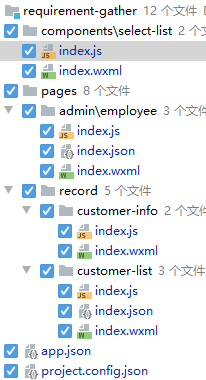 requirement-gather 12 个文件
components\select-list 2 个文件
index.js
index.wxml
pages 8 个文件
admin\employee 3 个文件
index.js
index.json
index.wxml
record 5 个文件
customer-info 2 个文件
index.js
index.wxml
customer-list 3 个文件
index.js
index.json
index.wxml
app.json
project.config.json